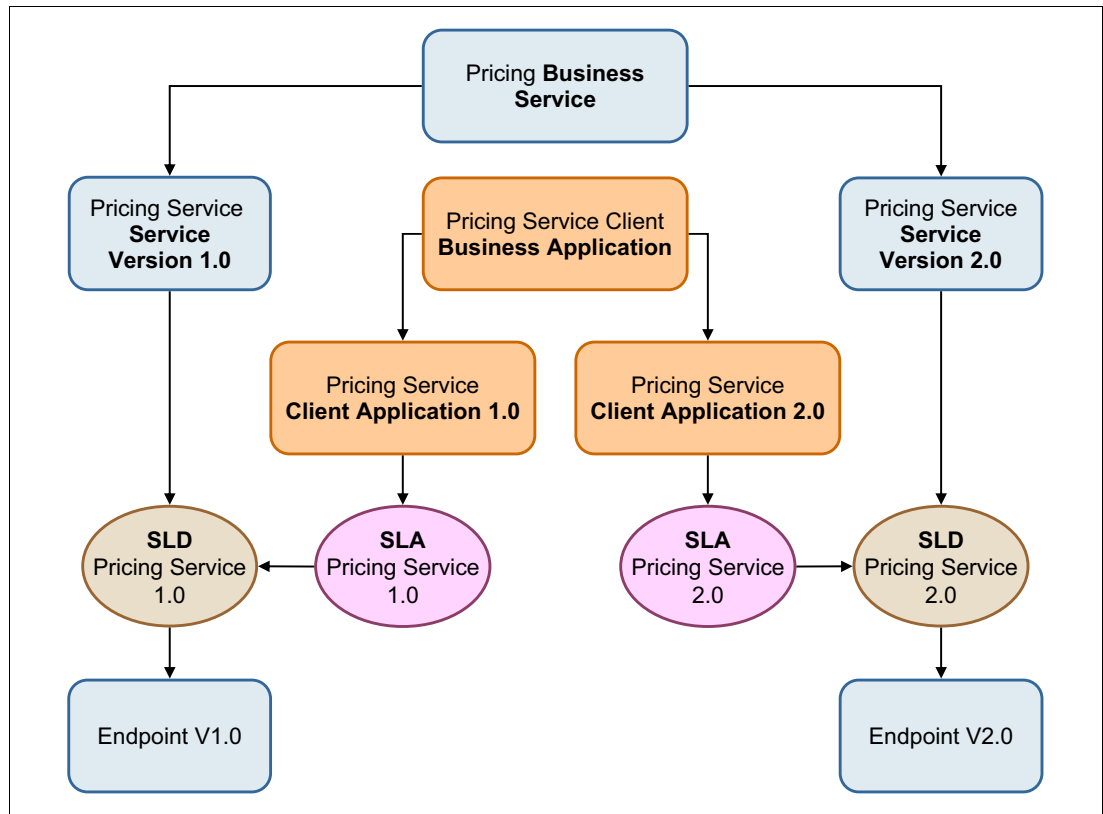 Pricing Business
Service
Pricing Service
Service
Version 1.0
Pricing Service Client
Business Application
Pricing Service
Service
Version 2.0
Pricing Service
Client Application 1.0
Pricing Service
Client Application 2.0
SLD
Pricing Service
1.0
SLA
Pricing Service
1.0
SLA
Pricing Service
2.0
SLD
Pricing Service
2.0
Endpoint V1.0
Endpoint V2.0